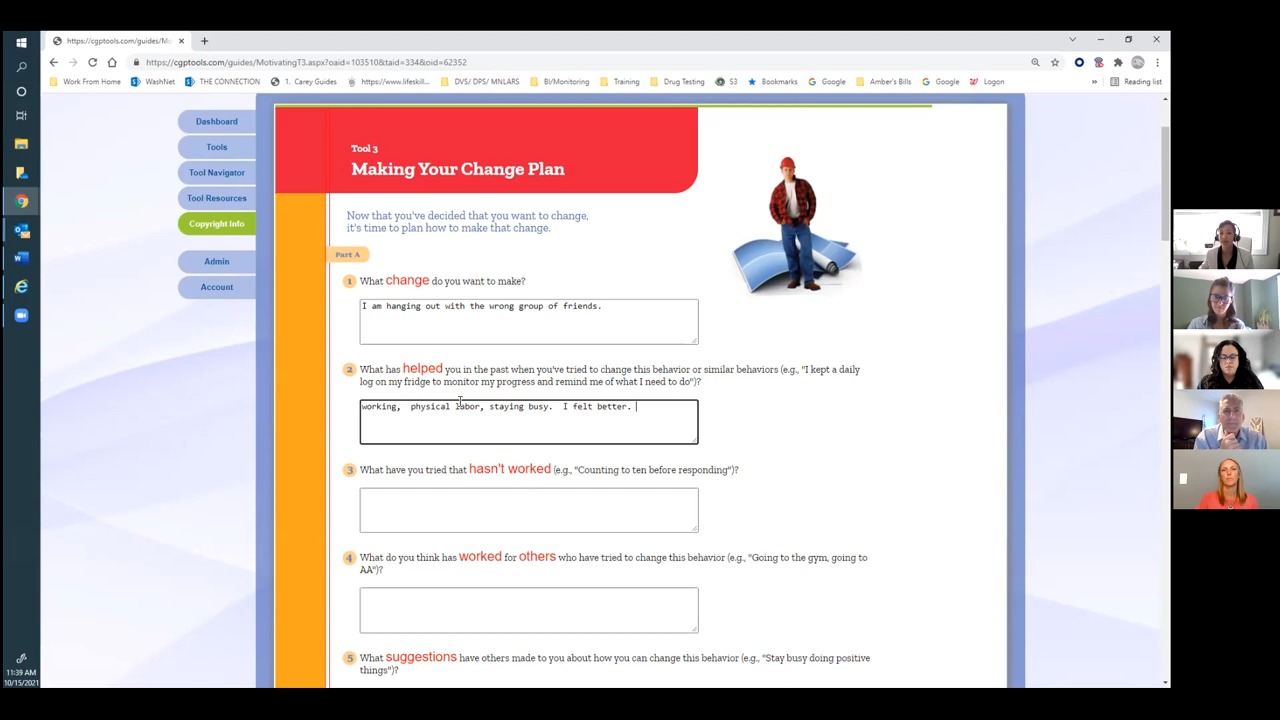 https://cgptools.com/guides/Mo
https://cgptools.com/guides/MotivatingT3.aspx?oaid=103510&taid=334&oid=62352
Work From Home
WashNet
THE CONNECTION
1. Carey Guides
https://www.lifeskill...
DVS/ DPS/ MNLARS
BI/Monitoring
Training
Drug Testing
S3
Bookmarks
Google
Amber's Bills
Google
Logon
»
Reading list
Dashboard
Tools
Tool Navigator
Tool Resources
Copyright Info
Admin
Account
Tool 3
Making Your Change Plan
Now that you've decided that you want to change,
it's time to plan how to make that change.
Part A
1 What change do you want to make?
I am hanging out with the wrong group of friends.
2 What has helped you in the past when you've tried to change this behavior or similar behaviors (e.g., "I kept a daily
log on my fridge to monitor my progress and remind me of what I need to do")?
working,  physical labor, staying busy.  I felt better.
3 What have you tried that hasn't worked (e.g., "Counting to ten before responding")?
4 What do you think has worked for others who have tried to change this behavior (e.g., "Going to the gym, going to
AA")?
5 What suggestions have others made to you about how you can change this behavior (e.g., "Stay busy doing positive
things")?
11:39 AM
10/15/2021